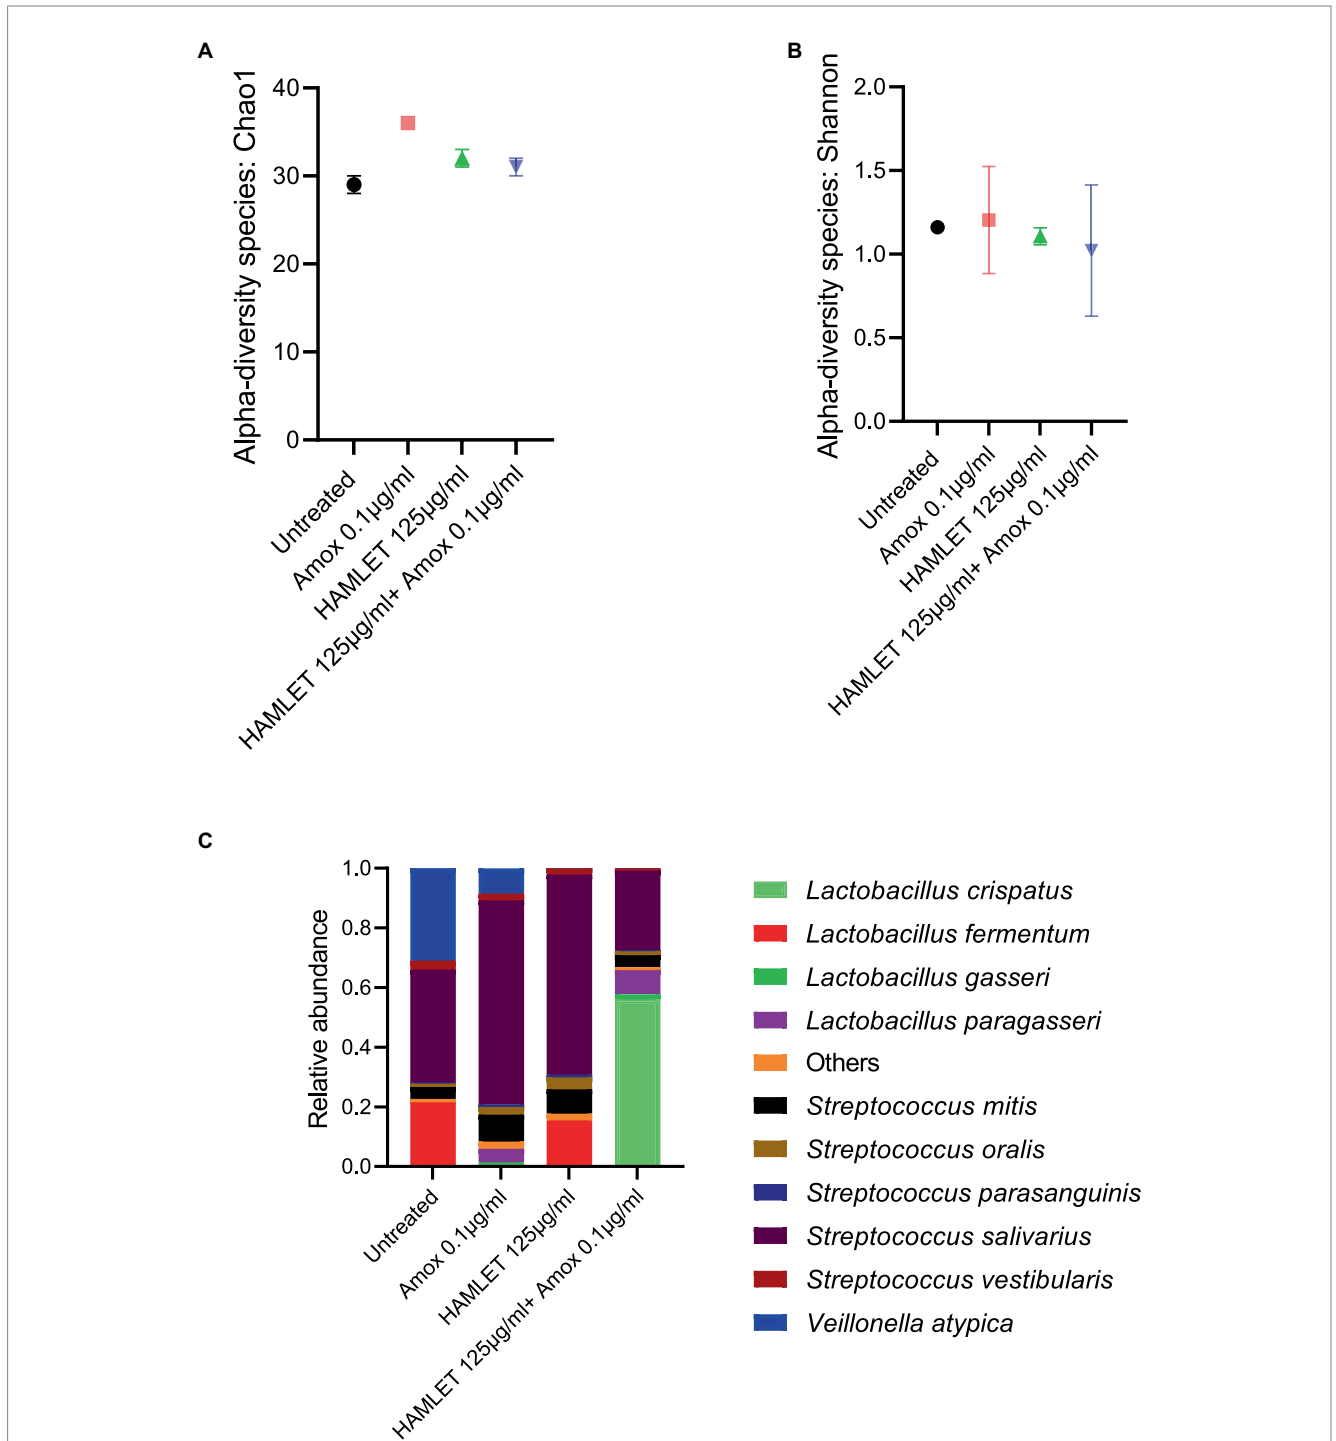 A
Alpha-diversity species: Chao1
40
30
20
10
0
Untreated
Amox 0.1µg/ml
HAMLET 125µg/ml
HAMLET 125µg/ml+ Amox 0.1µg/ml
B
Alpha-diversity species: Shannon
2.0
1.5
1.0
0.5
0.0
Untreated
Amox 0.1µg/ml
HAMLET 125µg/ml
HAMLET 125µg/ml+ Amox 0.1µg/ml
C
Relative abundance
1.0
0.8
0.6
0.4
0.2
0.0
Untreated
Amox 0.1µg/ml
HAMLET 125µg/ml
HAMLET 125µg/ml+ Amox 0.1µg/ml
Lactobacillus crispatus
Lactobacillus fermentum
Lactobacillus gasseri
Lactobacillus paragasseri
Others
Streptococcus mitis
Streptococcus oralis
Streptococcus parasanguinis
Streptococcus salivarius
Streptococcus vestibularis
Veillonella atypica